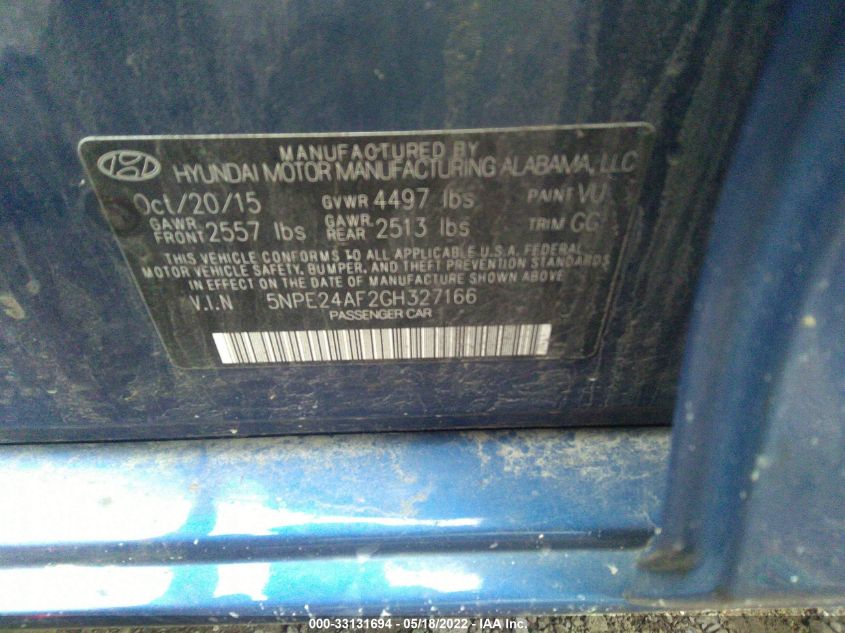 MANUFACTURED BY
HYUNDAI MOTOR MANUFACTURING ALABAMA, LLC
Oct/20/15 GVWR 4497 lbs PAINT VU
GAWR FRONT 2557 lbs GAWR REAR 2513 lbs TRIM GG
THIS VEHICLE CONFORMS TO ALL APPLICABLE U.S.A. FEDERAL
MOTOR VEHICLE SAFETY, BUMPER, AND THEFT PREVENTION STANDARDS
IN EFFECT ON THE DATE OF MANUFACTURE SHOWN ABOVE
V.I.N 5NPE24AF2GH327166
PASSENGER CAR
000-33131694 - 05/18/2022 - IAA Inc.